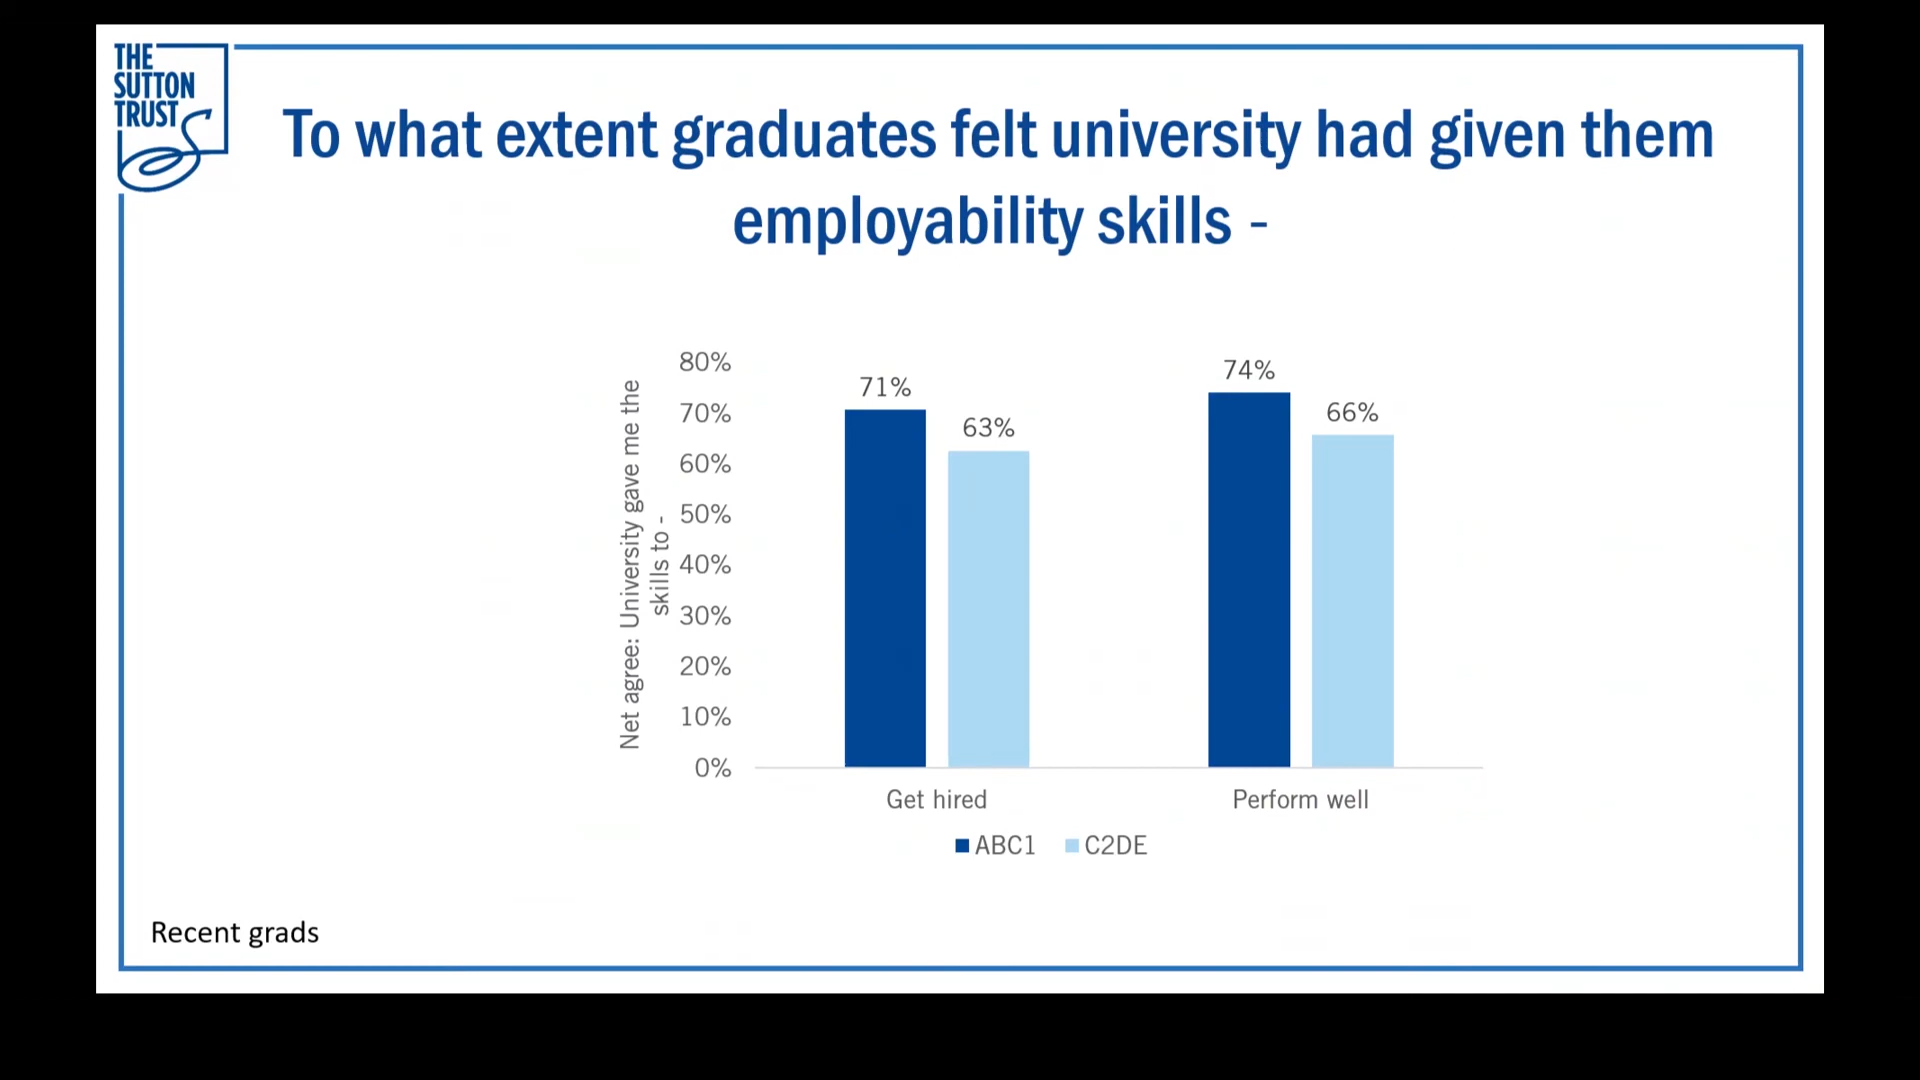 THE
SUTTON
TRUST
To what extent graduates felt university had given them
employability skills -
Net agree: University gave me the
skills to -
80%
70%
60%
50%
40%
30%
20%
10%
0%
71%
63%
74%
66%
Get hired
Perform well
ABC1
C2DE
Recent grads